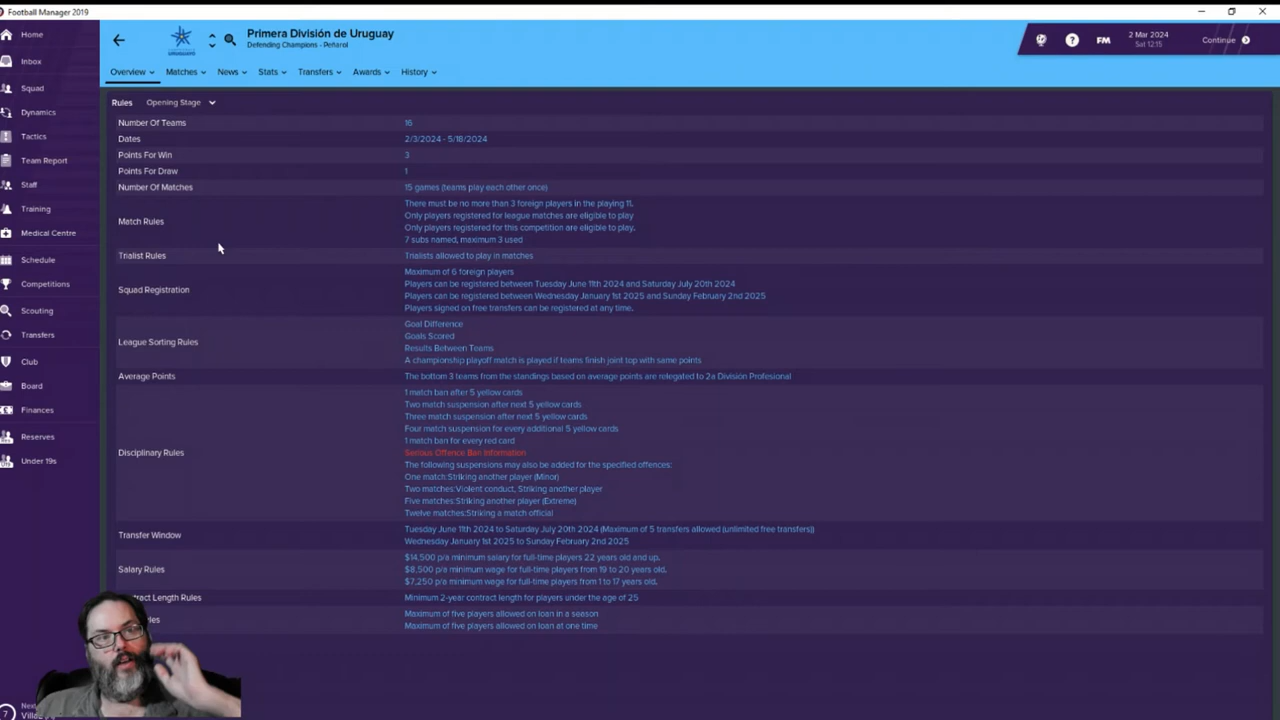 Football Manager 2019
Home
Inbox
Squad
Dynamics
Tactics
Team Report
Staff
Training
Medical Centre
Schedule
Competitions
Scouting
Transfers
Club
Board
Finances
Reserves
Under 19s
Primera División de Uruguay
Defending Champions - Peñarol
2 Mar 2024
Sat 12:15
FM
Continue
Overview
Matches
News
Stats
Transfers
Awards
History
Rules Opening Stage
Number Of Teams 16
Dates 2/3/2024 - 5/18/2024
Points For Win 3
Points For Draw 1
Number Of Matches 15 games (teams play each other once)
Match Rules
There must be no more than 3 foreign players in the playing 11.
Only players registered for league matches are eligible to play
Only players registered for this competition are eligible to play.
7 subs named, maximum 3 used
Trialist Rules Trialists allowed to play in matches
Squad Registration
Maximum of 6 foreign players
Players can be registered between Tuesday June 11th 2024 and Saturday July 20th 2024
Players can be registered between Wednesday January 1st 2025 and Sunday February 2nd 2025
Players signed on free transfers can be registered at any time.
League Sorting Rules
Goal Difference
Goals Scored
Results Between Teams
A championship playoff match is played if teams finish joint top with same points
Average Points The bottom 3 teams from the standings based on average points are relegated to 2a División Profesional
Disciplinary Rules
1 match ban after 5 yellow cards
Two match suspension after next 5 yellow cards
Three match suspension after next 5 yellow cards
Four match suspension for every additional 5 yellow cards
1 match ban for every red card
Serious Offence Ban Information
The following suspensions may also be added for the specified offences:
One match:Striking another player (Minor)
Two matches:Violent conduct, Striking another player
Five matches:Striking another player (Extreme)
Twelve matches:Striking a match official
Transfer Window
Tuesday June 11th 2024 to Saturday July 20th 2024 (Maximum of 5 transfers allowed (unlimited free transfers))
Wednesday January 1st 2025 to Sunday February 2nd 2025
Salary Rules
$14,500 p/a minimum salary for full-time players 22 years old and up.
$8,500 p/a minimum wage for full-time players from 19 to 20 years old.
$7,250 p/a minimum wage for full-time players from 1 to 17 years old.
ntract Length Rules Minimum 2-year contract length for players under the age of 25
ules
Maximum of five players allowed on loan in a season
Maximum of five players allowed on loan at one time
7
Next